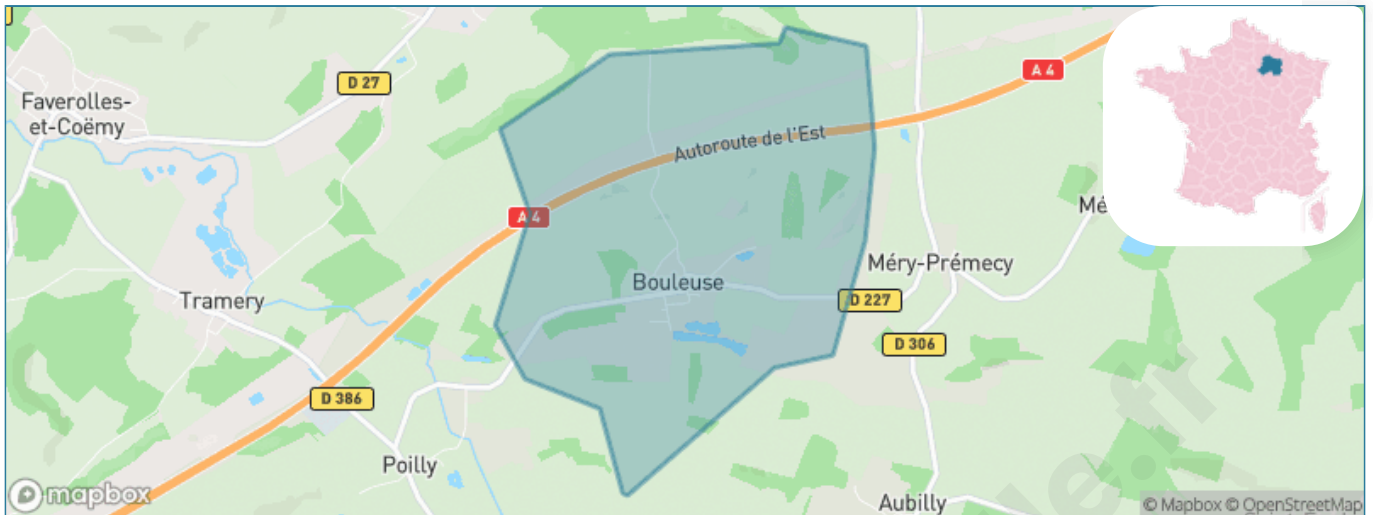 D 27
A 4
Faverolles-
et-Coëmy
Autoroute de l'Est
A 4
Mé
Méry-Prémecy
Bouleuse
Tramery
D 227
D 306
D 386
Poilly
Aubilly
mapbox
© Mapbox © OpenStreetMap